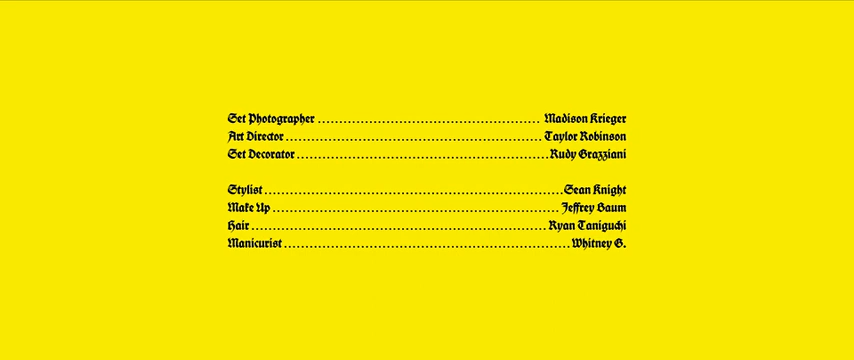 Set Photographer ........................................................ Madison Krieger
Art Director ................................................................ Taylor Robinson
Set Decorator ............................................................... Rudy Grazziani
Stylist ........................................................................... Sean Knight
Make Up ....................................................................... Jeffrey Baum
Hair .......................................................................... Ryan Taniguchi
Manicurist ....................................................................... Whitney G.